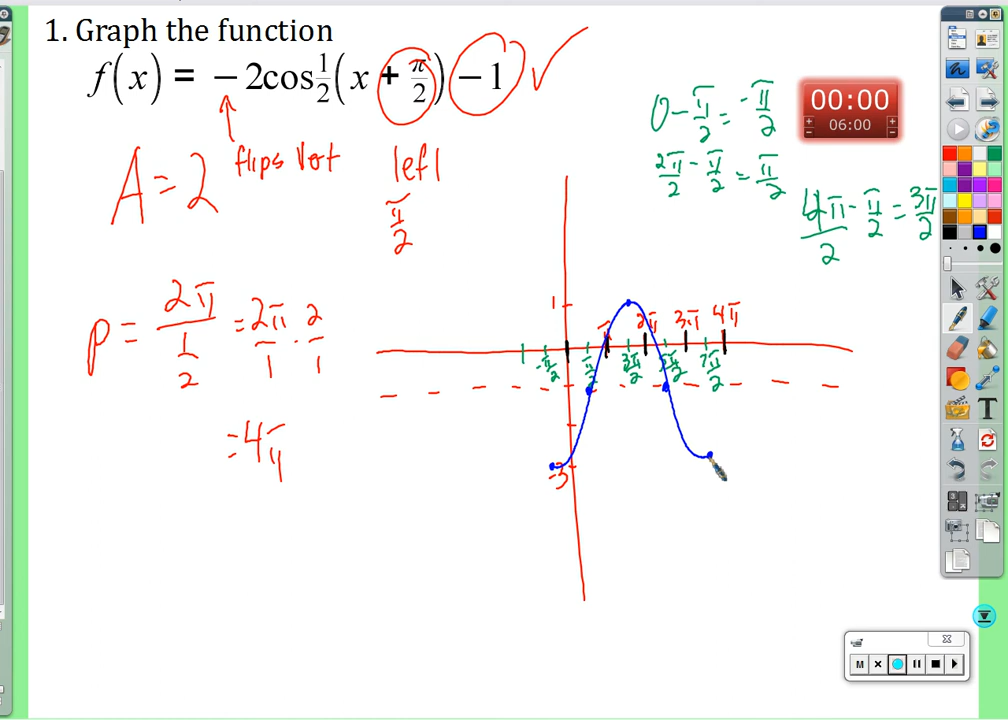 1. Graph the function
f(x) = −2cos½(x + π/2) − 1 ✓
0 − π/2 = −π/2
2π/2 − π/2 = π/2
4π/2 − π/2 = 3π/2
00:00
06:00
A = 2
flips Vert
left
π/2
P = 2π/(1/2) = 2π/1 · 2/1
= 4π
1
π 2π 3π 4π
−π/2 π/2 3π/2 5π/2 7π/2
−3
T
M